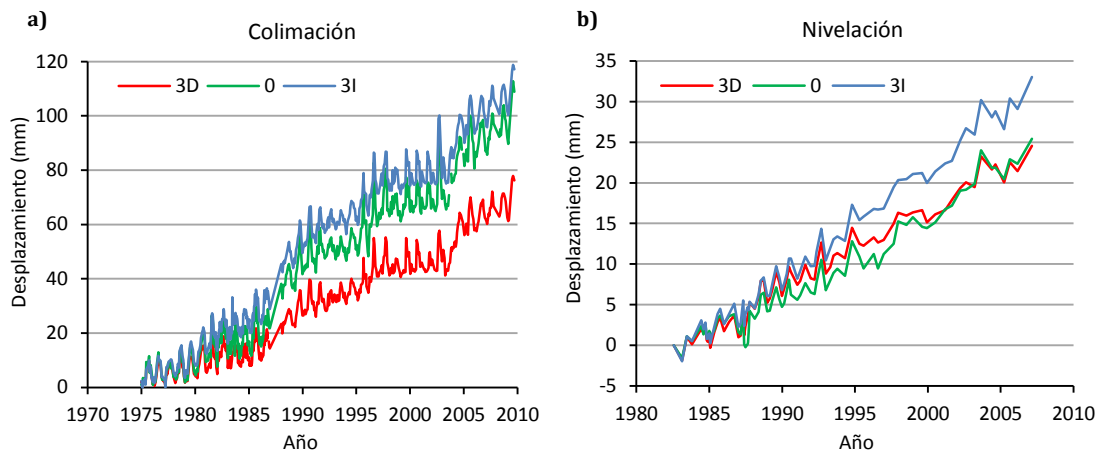 a)
Colimación
3D 0 3I
Desplazamiento (mm)
120
100
80
60
40
20
0
1970 1975 1980 1985 1990 1995 2000 2005 2010
Año
b)
Nivelación
3D 0 3I
Desplazamiento (mm)
35
30
25
20
15
10
5
0
-5
1980 1985 1990 1995 2000 2005 2010
Año